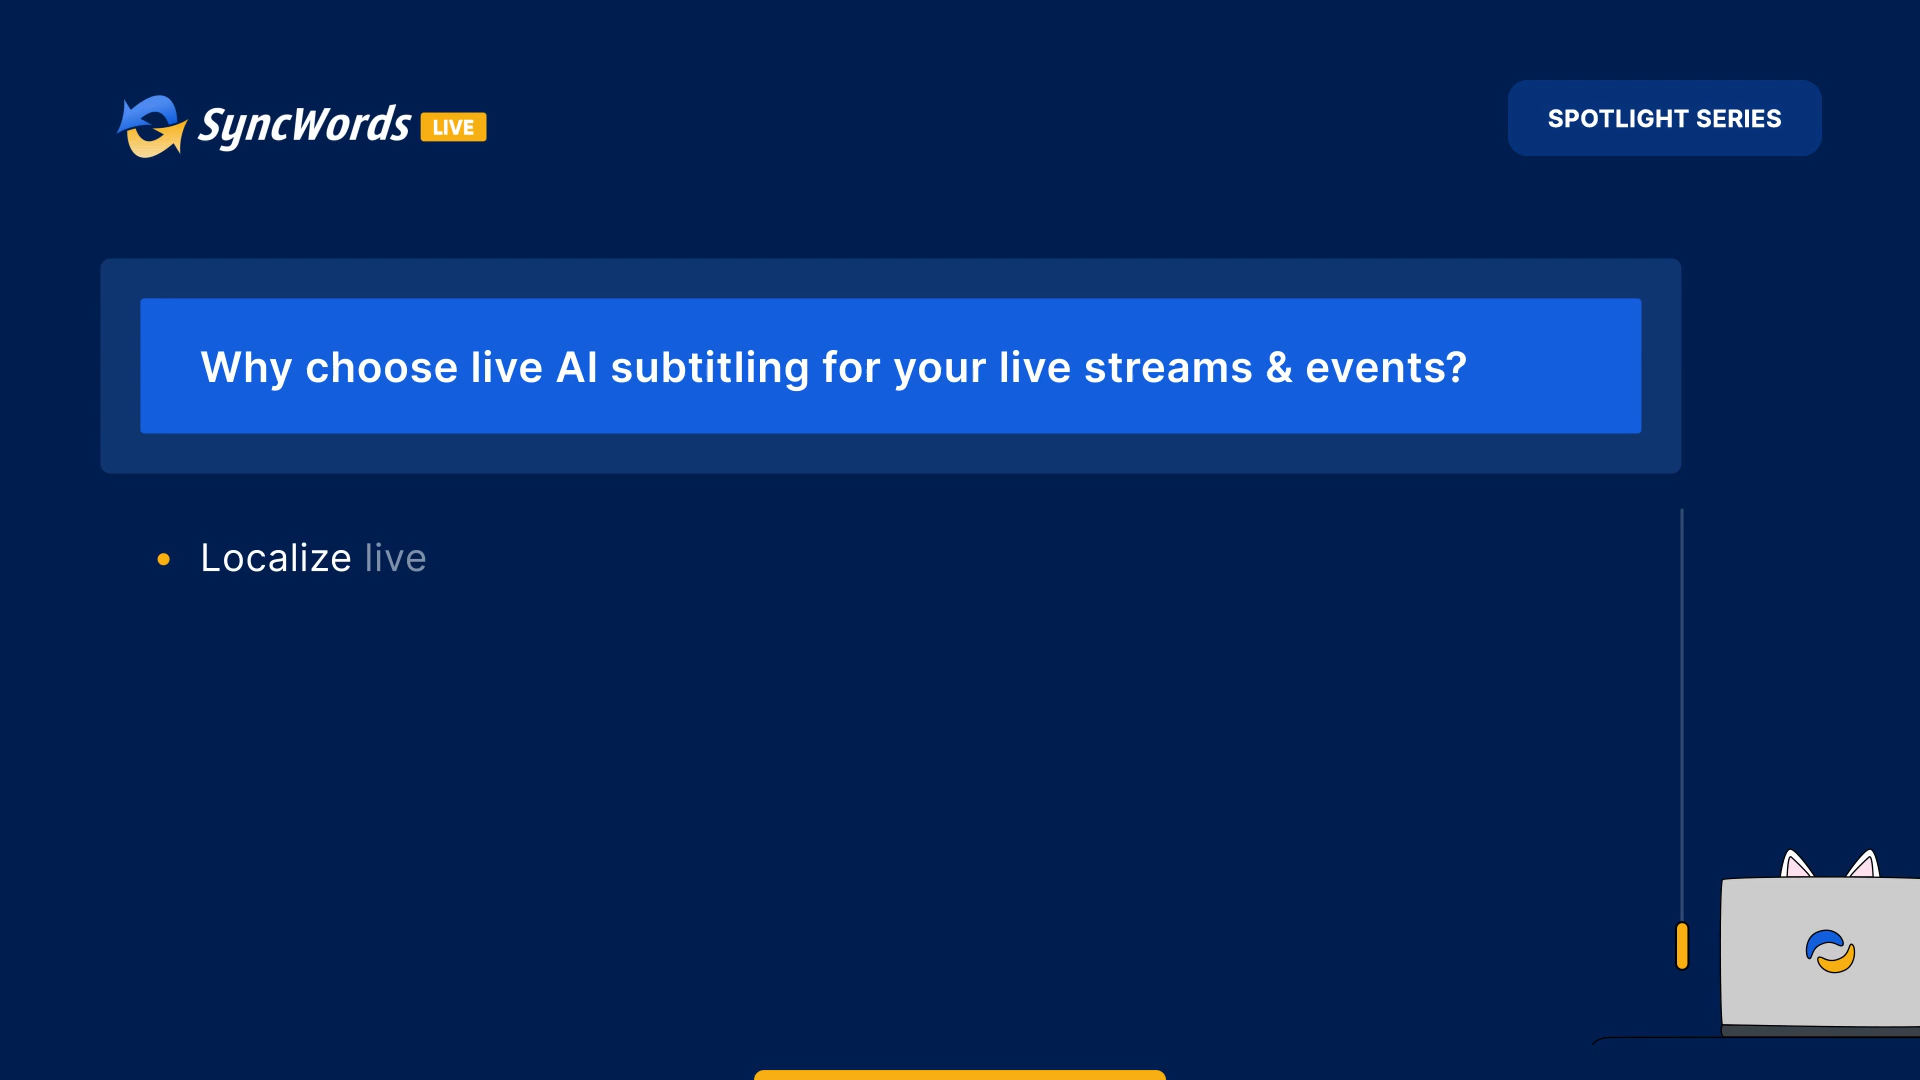 SyncWords LIVE
SPOTLIGHT SERIES
Why choose live AI subtitling for your live streams & events?
• Localize live